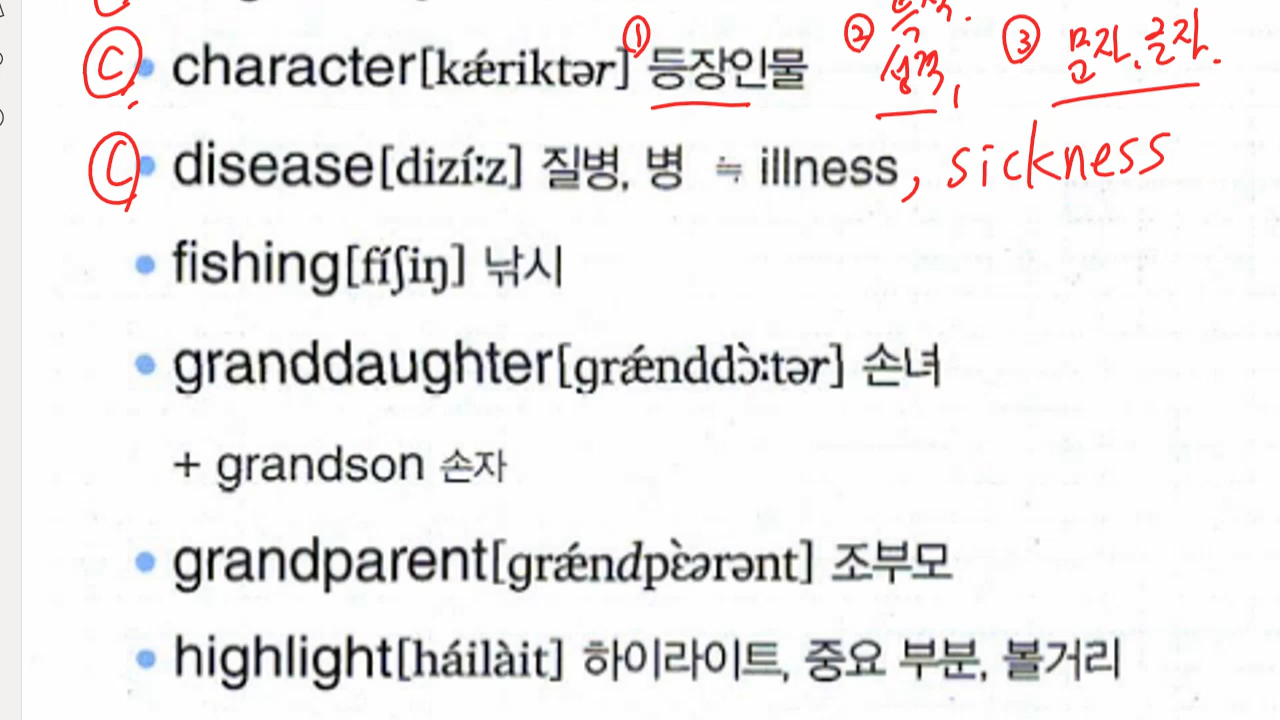 Ⓒ • character[kǽriktər] ① 등장인물 ② 성격, ③ 문자, 글자.
Ⓒ • disease[dizíːz] 질병, 병 ≒ illness, sickness
• fishing[fíʃiŋ] 낚시
• granddaughter[grǽnddɔ̀ːtər] 손녀
+ grandson 손자
• grandparent[grǽndpɛ̀ərənt] 조부모
• highlight[háilàit] 하이라이트, 중요 부분, 볼거리